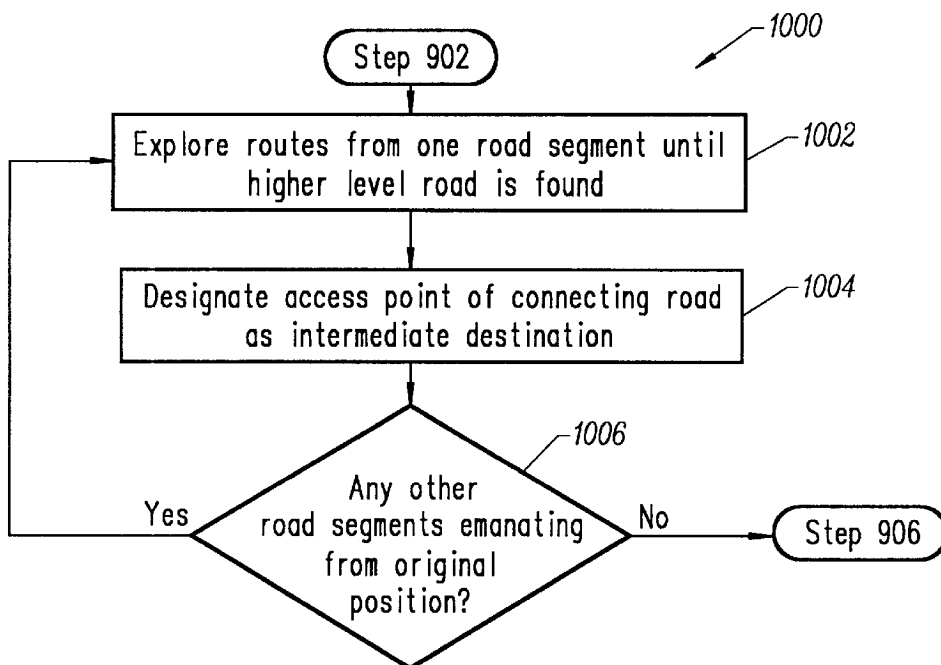 1000
Step 902
Explore routes from one road segment until
higher level road is found
1002
Designate access point of connecting road
as intermediate destination
1004
1006
Any other
road segments emanating
from original
position?
Yes
No
Step 906